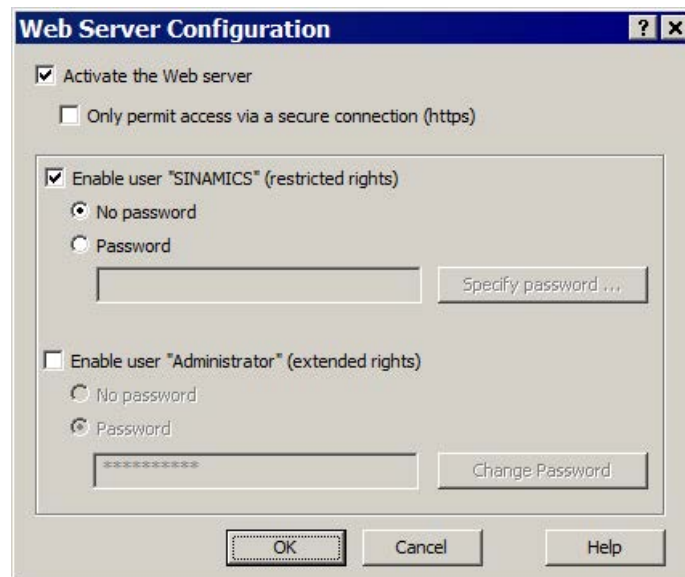 Web Server Configuration
Activate the Web server
Only permit access via a secure connection (https)
Enable user "SINAMICS" (restricted rights)
No password
Password
Specify password ...
Enable user "Administrator" (extended rights)
No password
Password
**********
Change Password
OK
Cancel
Help